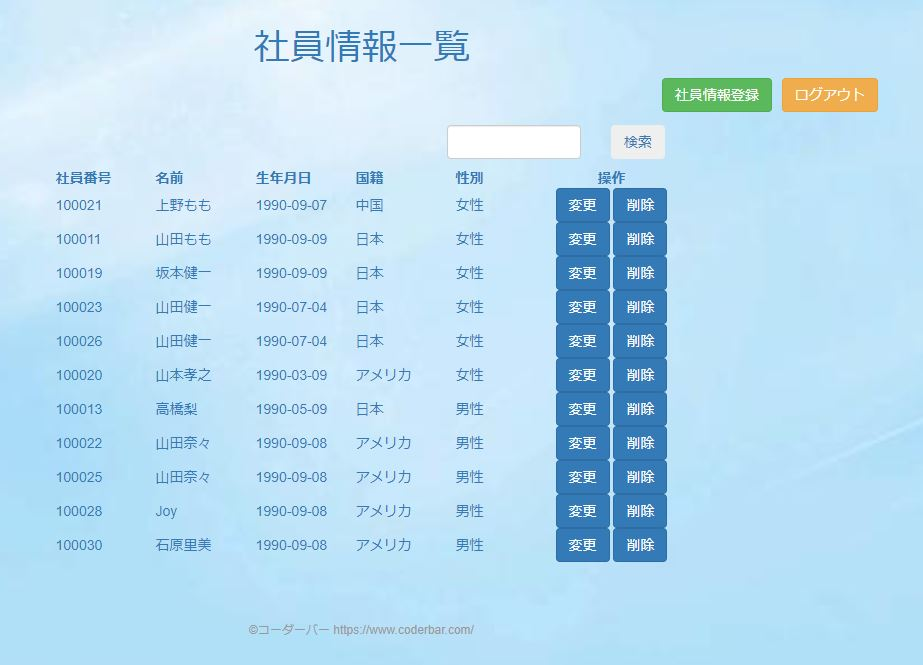 社員情報一覧
社員情報登録 ログアウト
検索
社員番号 名前 生年月日 国籍 性別 操作
100021 上野もも 1990-09-07 中国 女性 変更 削除
100011 山田もも 1990-09-09 日本 女性 変更 削除
100019 坂本健一 1990-09-09 日本 女性 変更 削除
100023 山田健一 1990-07-04 日本 女性 変更 削除
100026 山田健一 1990-07-04 日本 女性 変更 削除
100020 山本孝之 1990-03-09 アメリカ 女性 変更 削除
100013 高橋梨 1990-05-09 日本 男性 変更 削除
100022 山田奈々 1990-09-08 アメリカ 男性 変更 削除
100025 山田奈々 1990-09-08 アメリカ 男性 変更 削除
100028 Joy 1990-09-08 アメリカ 男性 変更 削除
100030 石原里美 1990-09-08 アメリカ 男性 変更 削除
©コーダーバー https://www.coderbar.com/